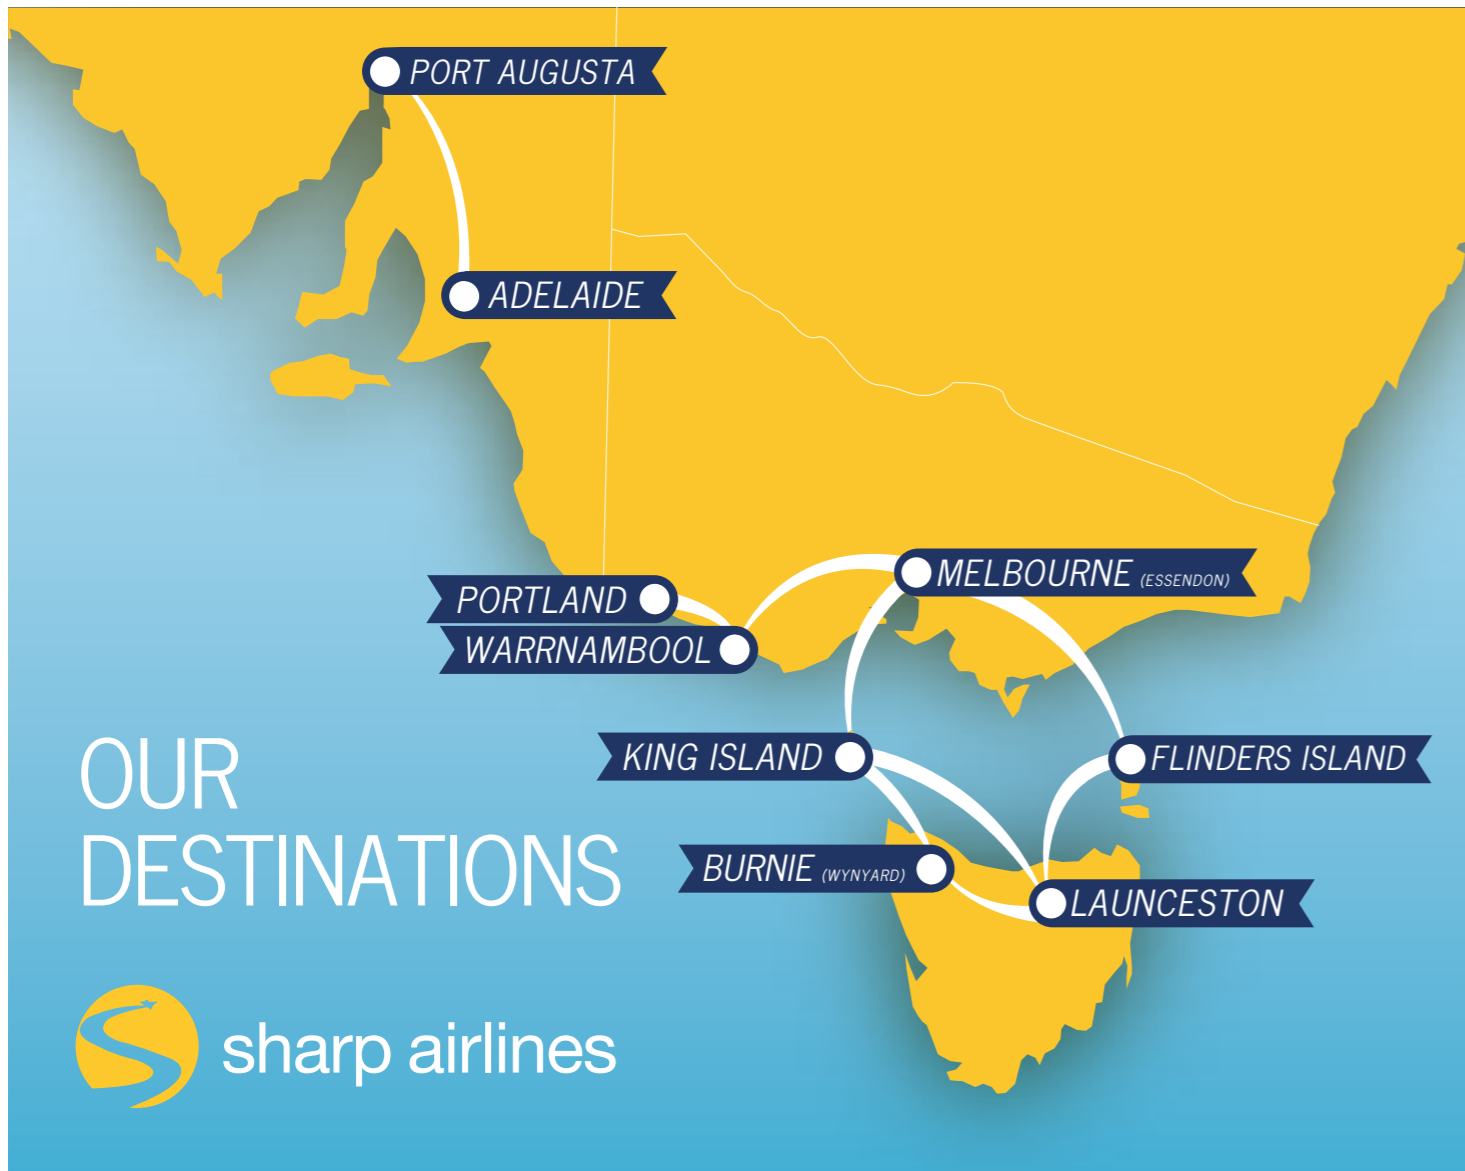 PORT AUGUSTA
ADELAIDE
MELBOURNE (ESSENDON)
PORTLAND
WARRNAMBOOL
KING ISLAND
FLINDERS ISLAND
BURNIE (WYNYARD)
LAUNCESTON
OUR
DESTINATIONS
sharp airlines